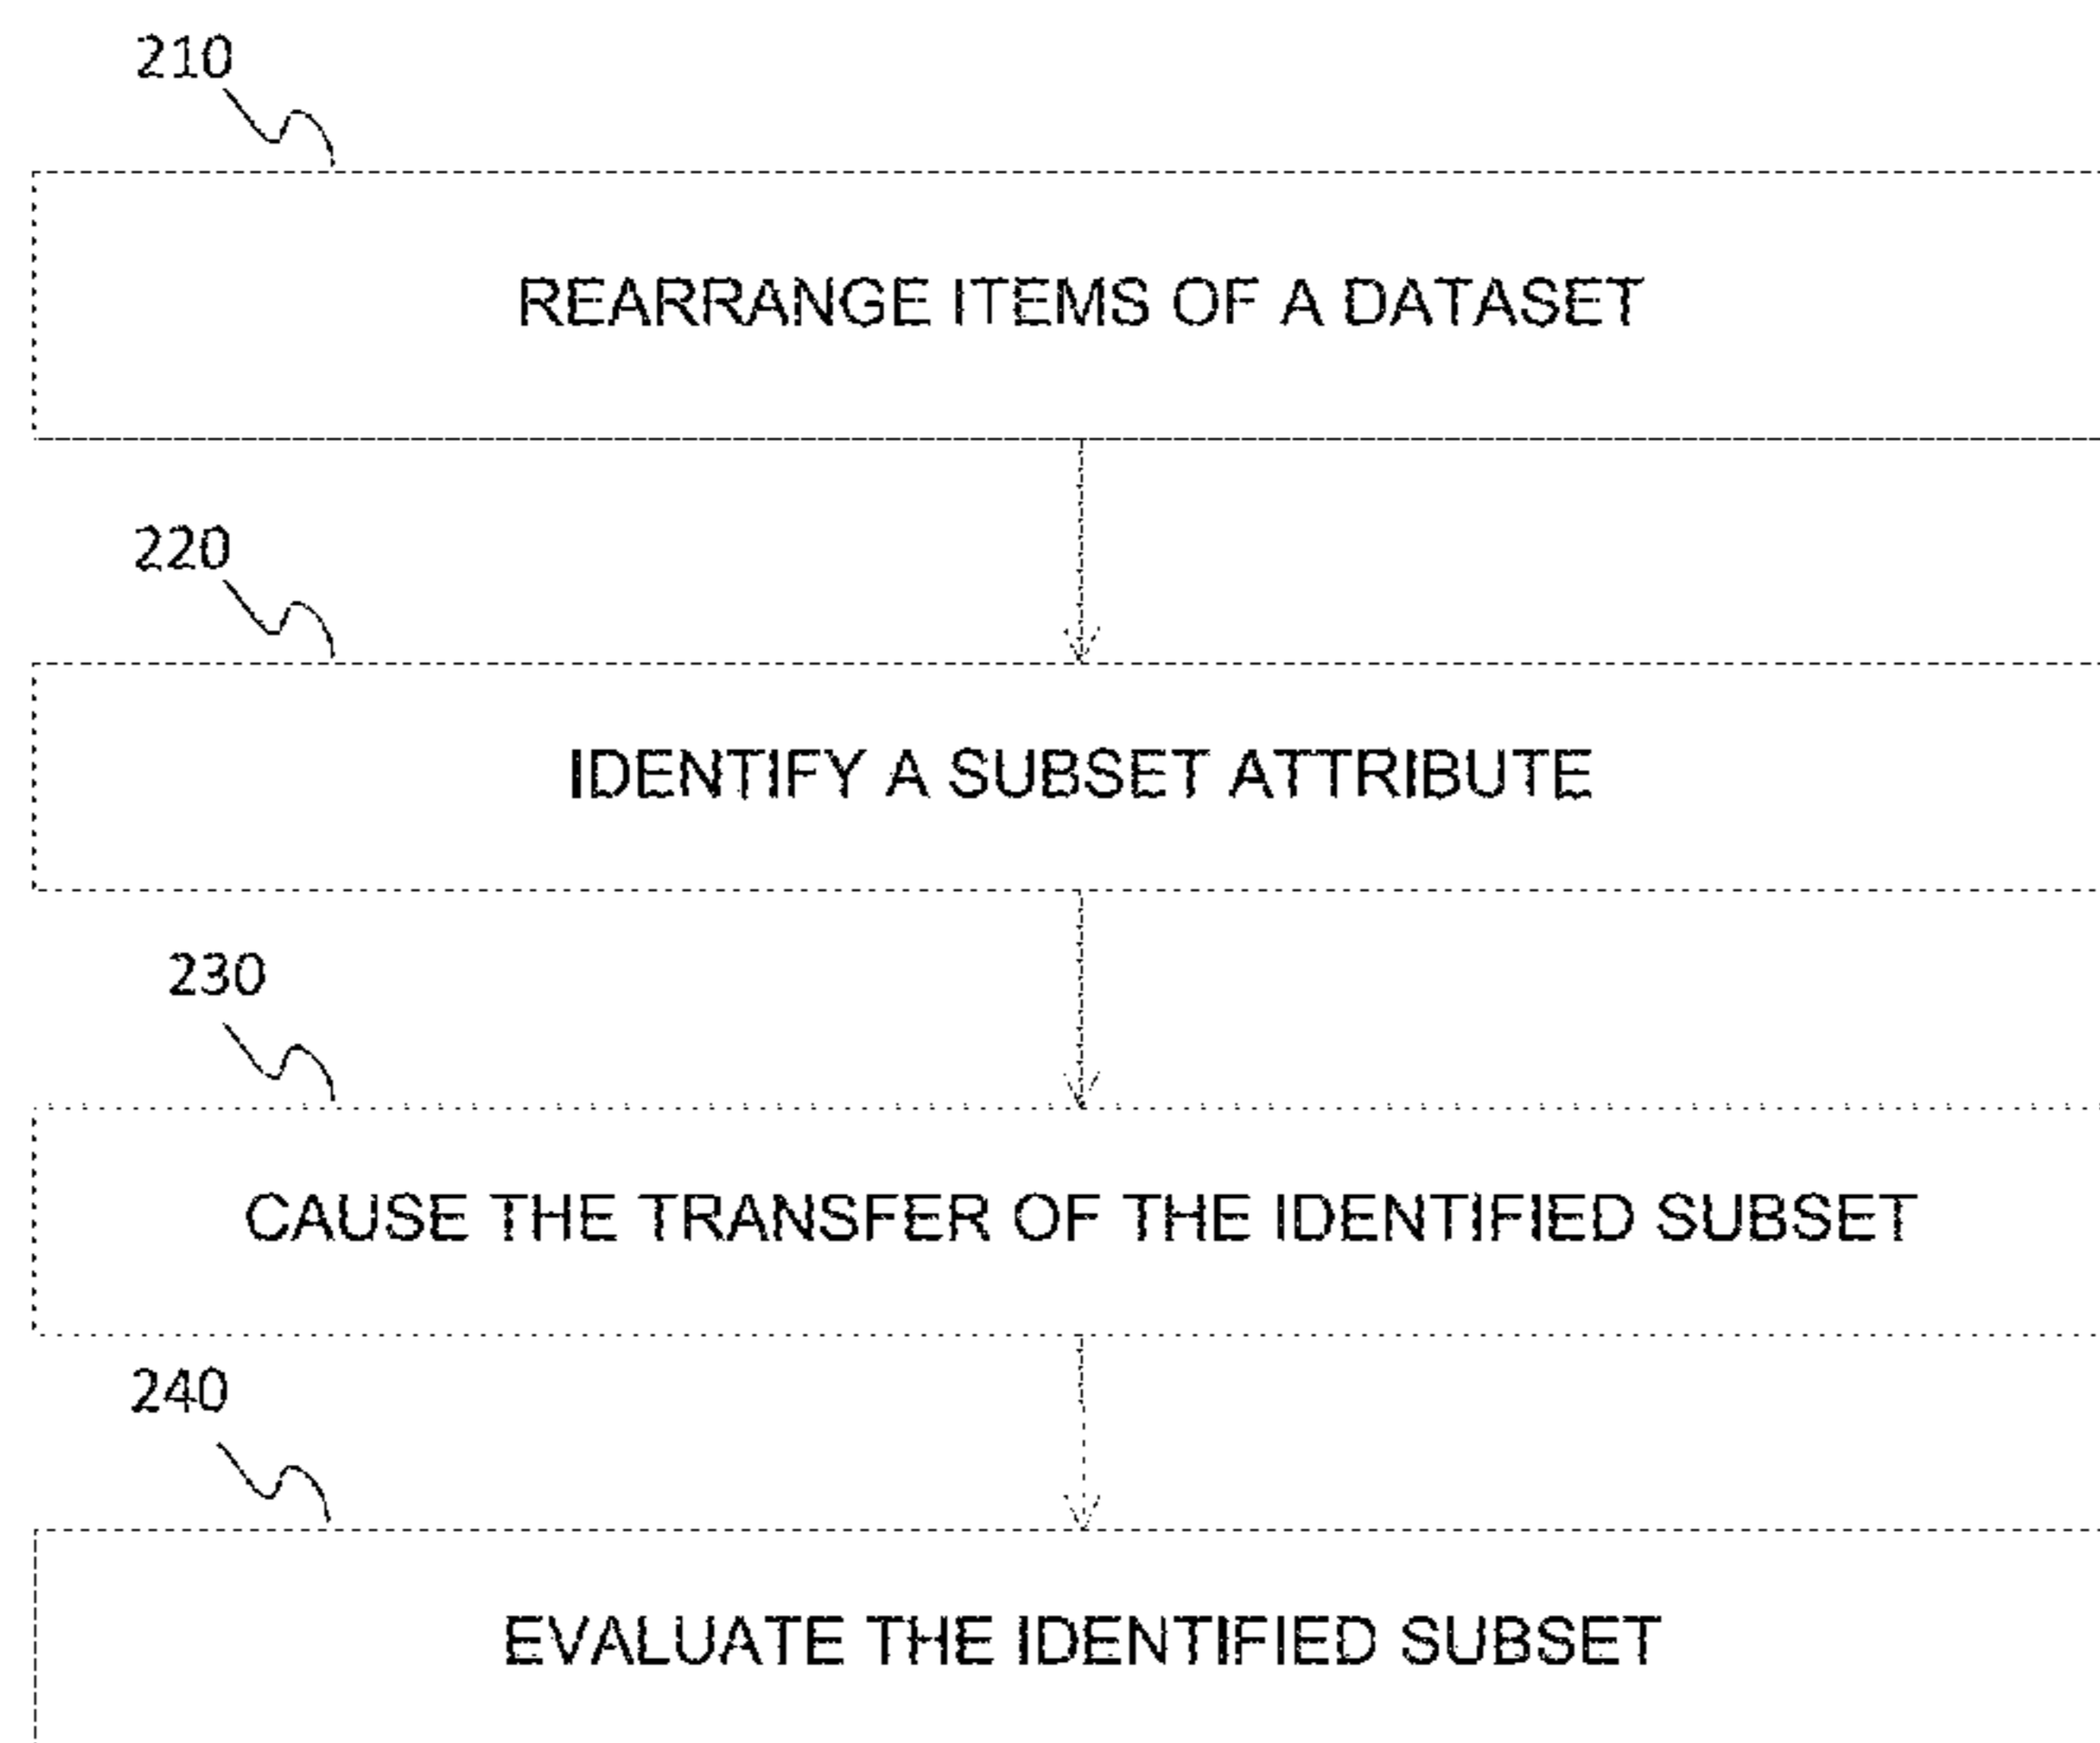 210
REARRANGE ITEMS OF A DATASET
220
IDENTIFY A SUBSET ATTRIBUTE
230
CAUSE THE TRANSFER OF THE IDENTIFIED SUBSET
240
EVALUATE THE IDENTIFIED SUBSET